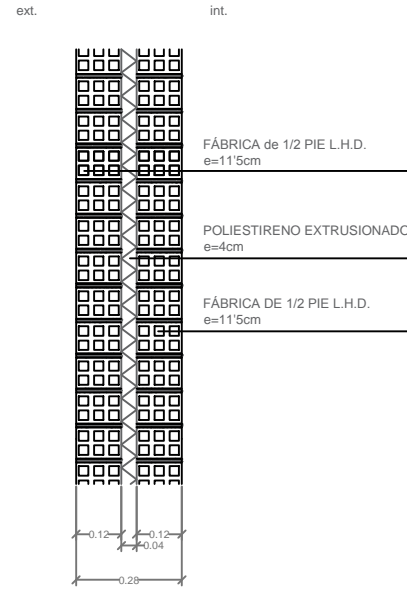 ext.
int.
FÁBRICA de 1/2 PIE L.H.D.
e=11'5cm
POLIESTIRENO EXTRUSIONADO
e=4cm
FÁBRICA DE 1/2 PIE L.H.D.
e=11'5cm
0.12
0.12
0.04
0.28